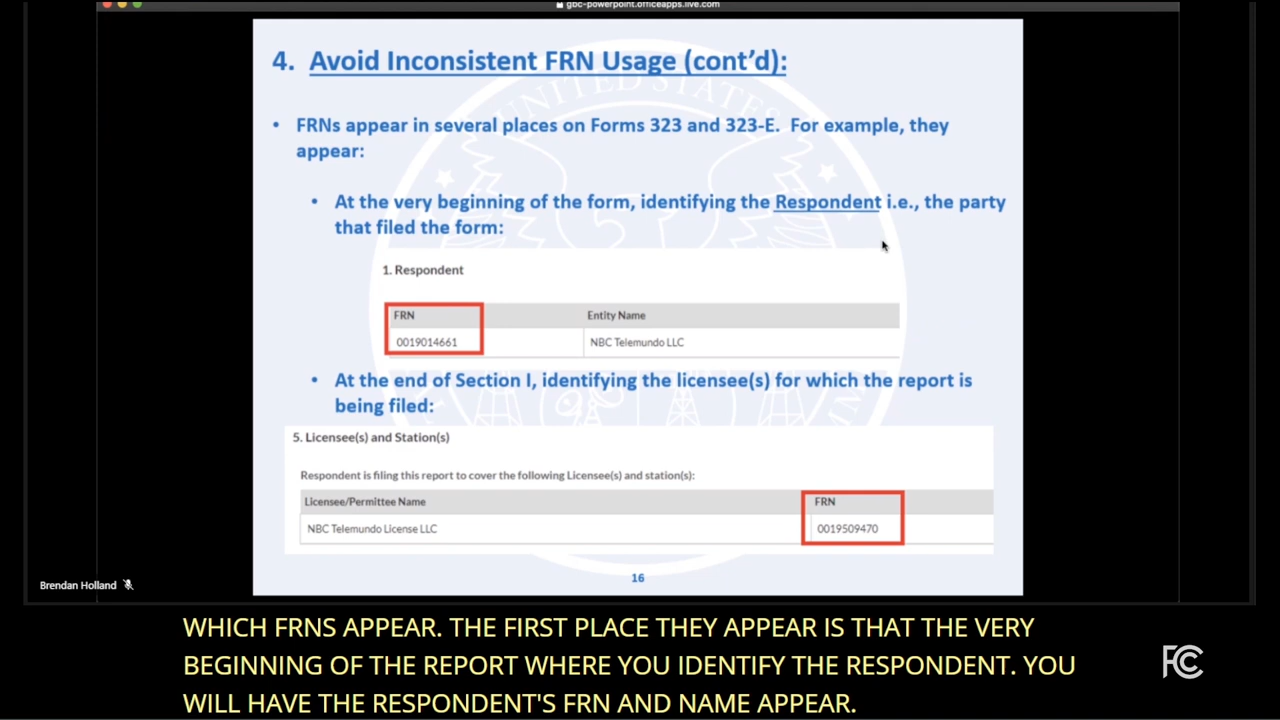 gbc-powerpoint.officeapps.live.com
4. Avoid Inconsistent FRN Usage (cont’d):
• FRNs appear in several places on Forms 323 and 323-E. For example, they
appear:
• At the very beginning of the form, identifying the Respondent i.e., the party
that filed the form:
1. Respondent
FRN Entity Name
0019014661 NBC Telemundo LLC
• At the end of Section I, identifying the licensee(s) for which the report is
being filed:
5. Licensee(s) and Station(s)
Respondent is filing this report to cover the following Licensee(s) and station(s):
Licensee/Permittee Name FRN
NBC Telemundo License LLC 0019509470
16
Brendan Holland
WHICH FRNS APPEAR. THE FIRST PLACE THEY APPEAR IS THAT THE VERY
BEGINNING OF THE REPORT WHERE YOU IDENTIFY THE RESPONDENT. YOU
WILL HAVE THE RESPONDENT'S FRN AND NAME APPEAR.
FCC
UNITED STATES